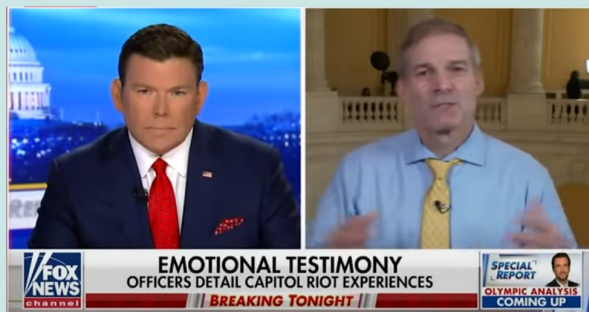 EMOTIONAL TESTIMONY
OFFICERS DETAIL CAPITOL RIOT EXPERIENCES
BREAKING TONIGHT
FOX
NEWS
channel
SPECIAL
REPORT
OLYMPIC ANALYSIS
COMING UP